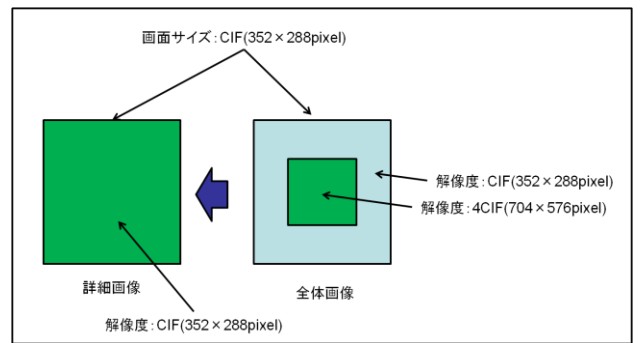 画面サイズ:CIF(352×288pixel)
解像度:CIF(352×288pixel)
解像度:4CIF(704×576pixel)
詳細画像
全体画像
解像度:CIF(352×288pixel)